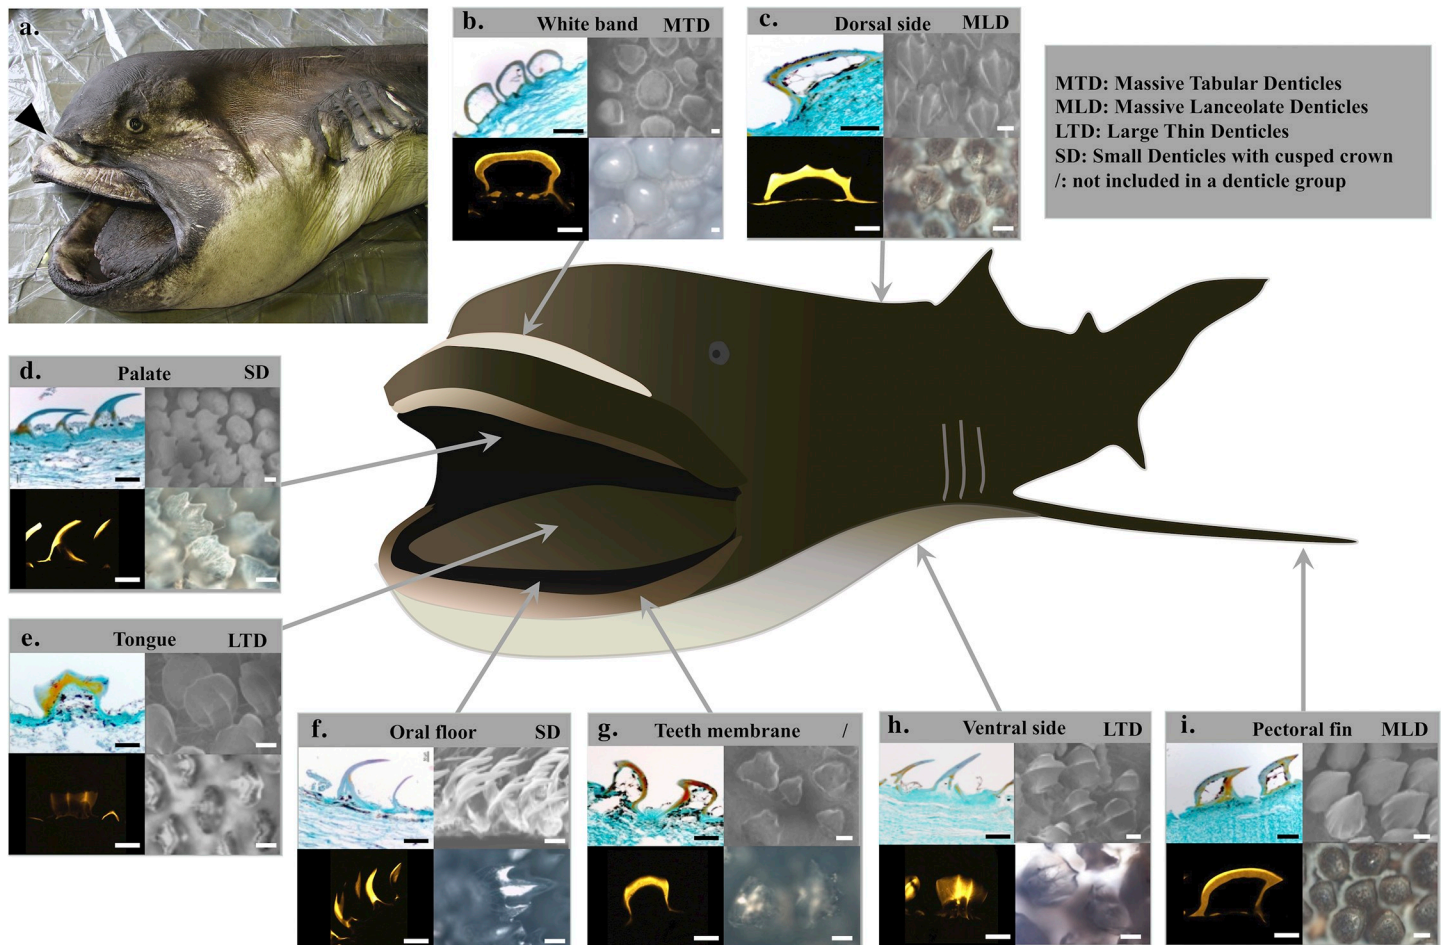 a.
b. White band MTD
c. Dorsal side MLD
MTD: Massive Tabular Denticles
MLD: Massive Lanceolate Denticles
LTD: Large Thin Denticles
SD: Small Denticles with cusped crown
/: not included in a denticle group
d. Palate SD
e. Tongue LTD
f. Oral floor SD
g. Teeth membrane /
h. Ventral side LTD
i. Pectoral fin MLD